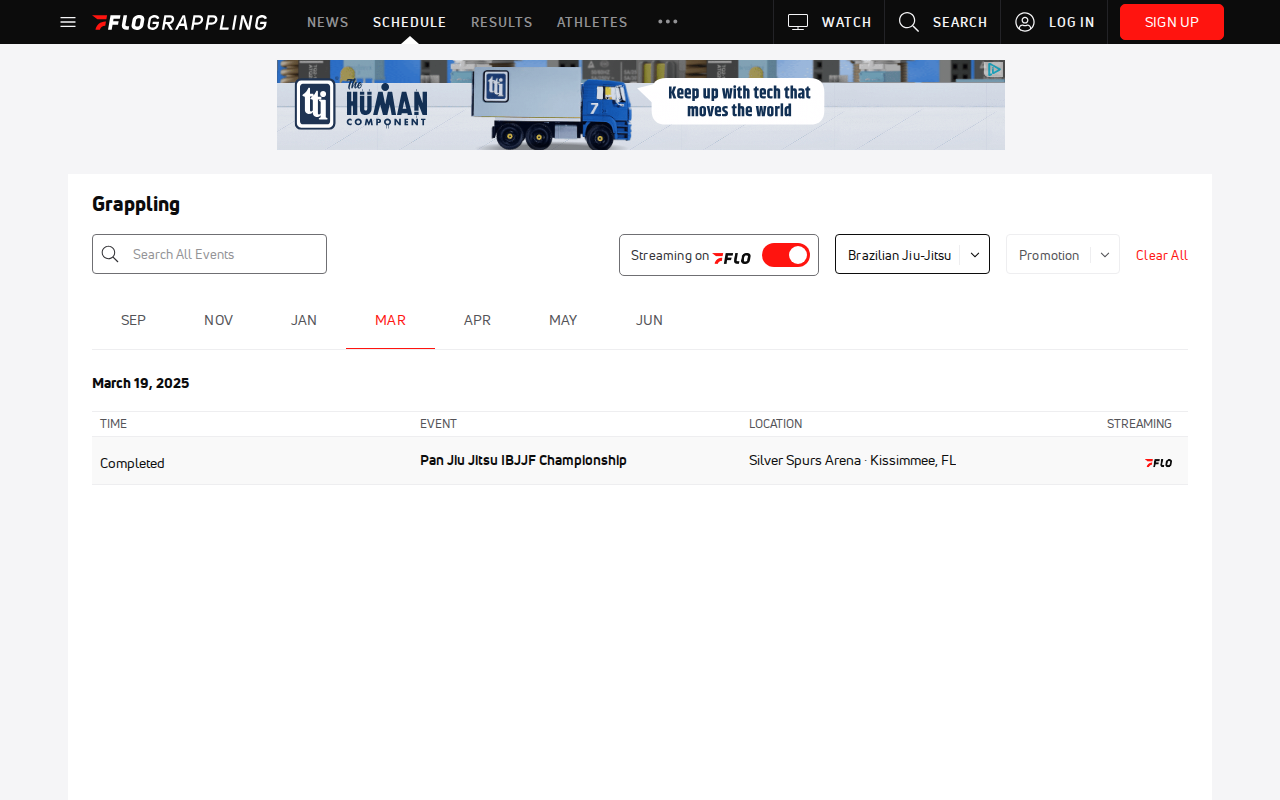 FLOGRAPPLING NEWS SCHEDULE RESULTS ATHLETES WATCH SEARCH LOG IN SIGN UP
tti The HUMAN COMPONENT
tti
7
Keep up with tech that
moves the world
Grappling
Search All Events Streaming on FLO Brazilian Jiu-Jitsu Promotion Clear All
SEP NOV JAN MAR APR MAY JUN
March 19, 2025
TIME EVENT LOCATION STREAMING
Completed Pan Jiu Jitsu IBJJF Championship Silver Spurs Arena · Kissimmee, FL FLO